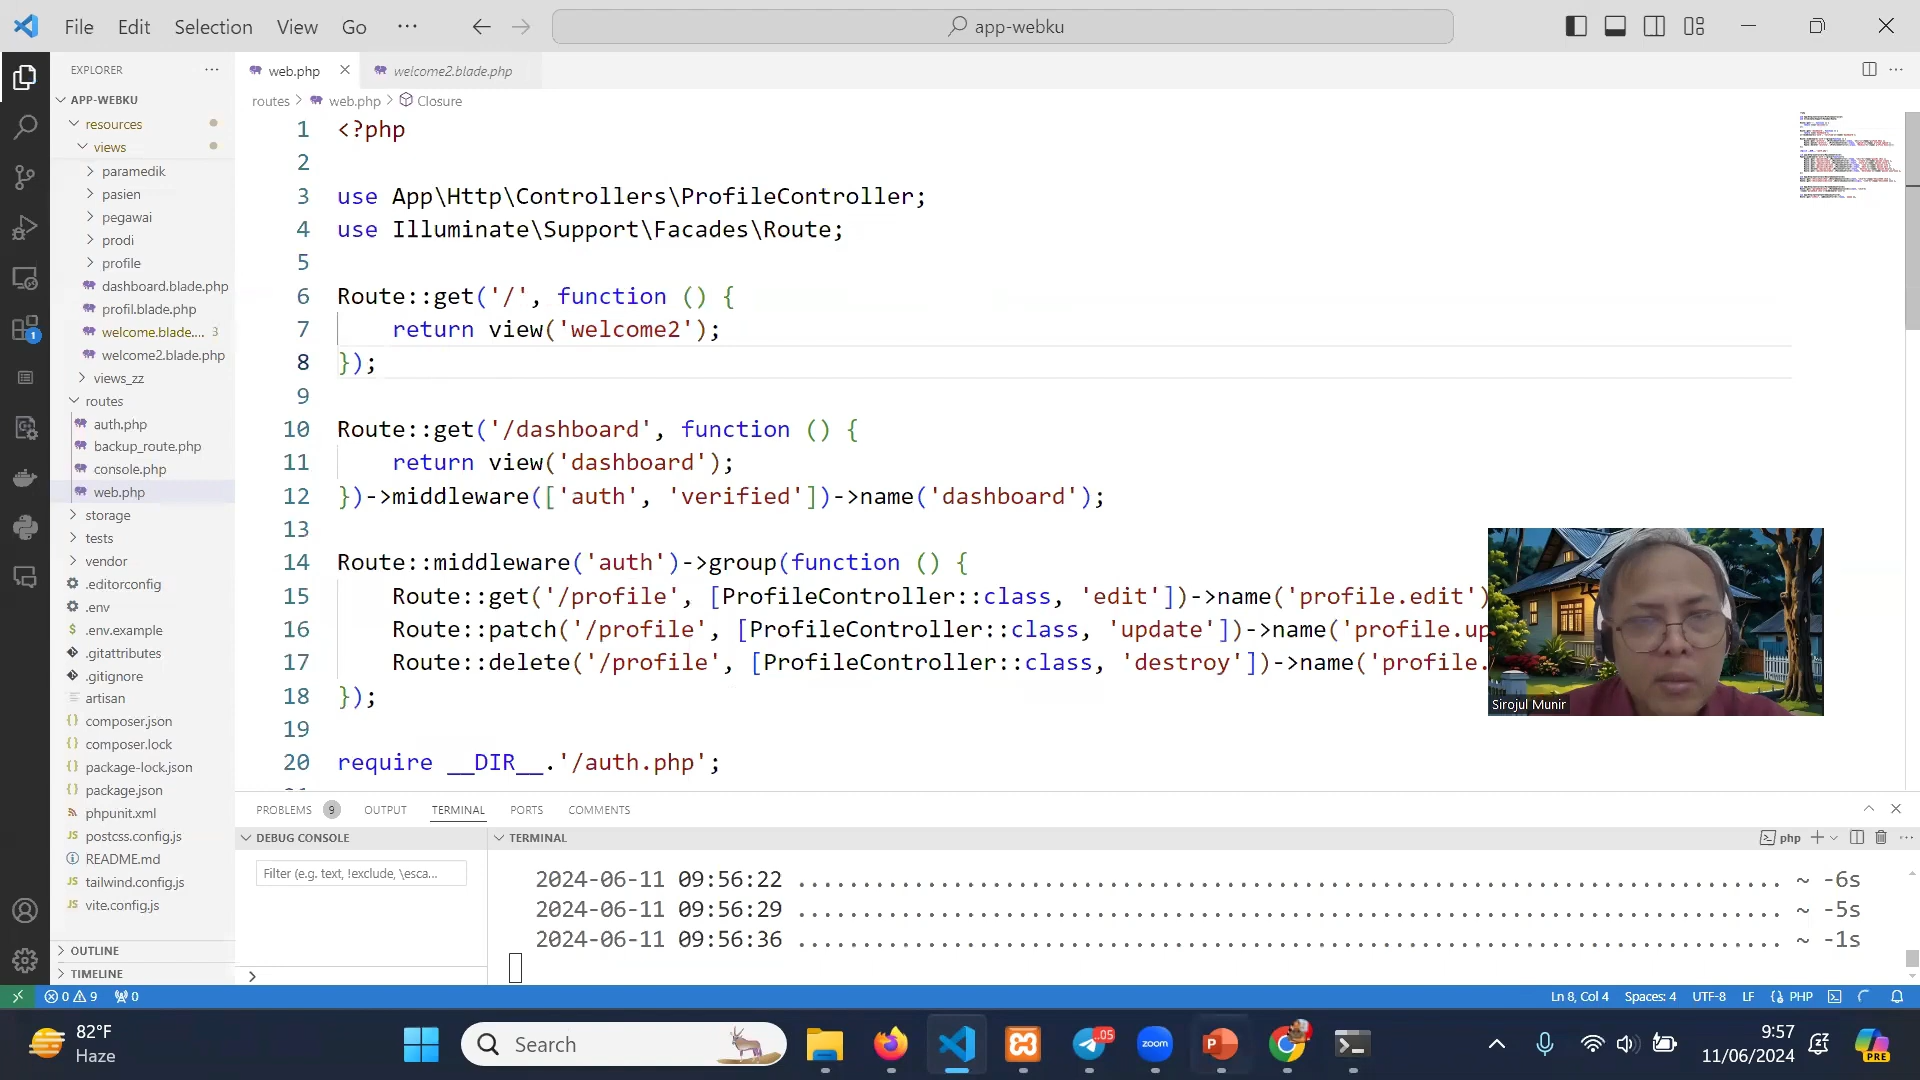 File Edit Selection View Go ··· app-webku
EXPLORER ···
APP-WEBKU
resources
views
paramedik
pasien
pegawai
prodi
profile
dashboard.blade.php
profil.blade.php
welcome.blade.... 3
welcome2.blade.php
views_zz
routes
auth.php
backup_route.php
console.php
web.php
storage
tests
vendor
.editorconfig
.env
.env.example
.gitattributes
.gitignore
artisan
composer.json
composer.lock
package-lock.json
package.json
phpunit.xml
postcss.config.js
README.md
tailwind.config.js
vite.config.js
OUTLINE
TIMELINE
1
web.php welcome2.blade.php
routes > web.php > Closure
1 <?php
2
3 use App\Http\Controllers\ProfileController;
4 use Illuminate\Support\Facades\Route;
5
6 Route::get('/', function () {
7 return view('welcome2');
8 });
9
10 Route::get('/dashboard', function () {
11 return view('dashboard');
12 })->middleware(['auth', 'verified'])->name('dashboard');
13
14 Route::middleware('auth')->group(function () {
15 Route::get('/profile', [ProfileController::class, 'edit'])->name('profile.edit')
16 Route::patch('/profile', [ProfileController::class, 'update'])->name('profile.up
17 Route::delete('/profile', [ProfileController::class, 'destroy'])->name('profile.
18 });
19
20 require __DIR__.'/auth.php';
Sirojul Munir
PROBLEMS 9 OUTPUT TERMINAL PORTS COMMENTS
DEBUG CONSOLE
Filter (e.g. text, !exclude, \esca...
>
TERMINAL php
2024-06-11 09:56:22 ........................................................................ ~ -6s
2024-06-11 09:56:29 ........................................................................ ~ -5s
2024-06-11 09:56:36 ........................................................................ ~ -1s
0 9 0 Ln 8, Col 4 Spaces: 4 UTF-8 LF PHP
82°F
Haze
Search
05
zoom
9:57
11/06/2024
PRE